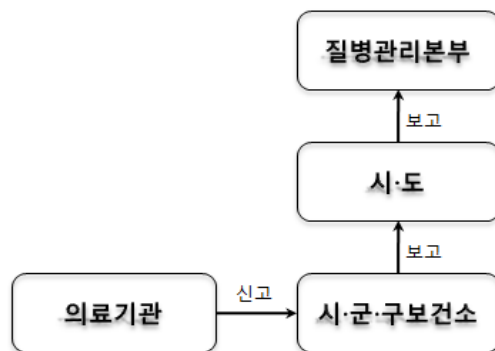 질병관리본부
보고
시·도
보고
의료기관
신고
시·군·구보건소